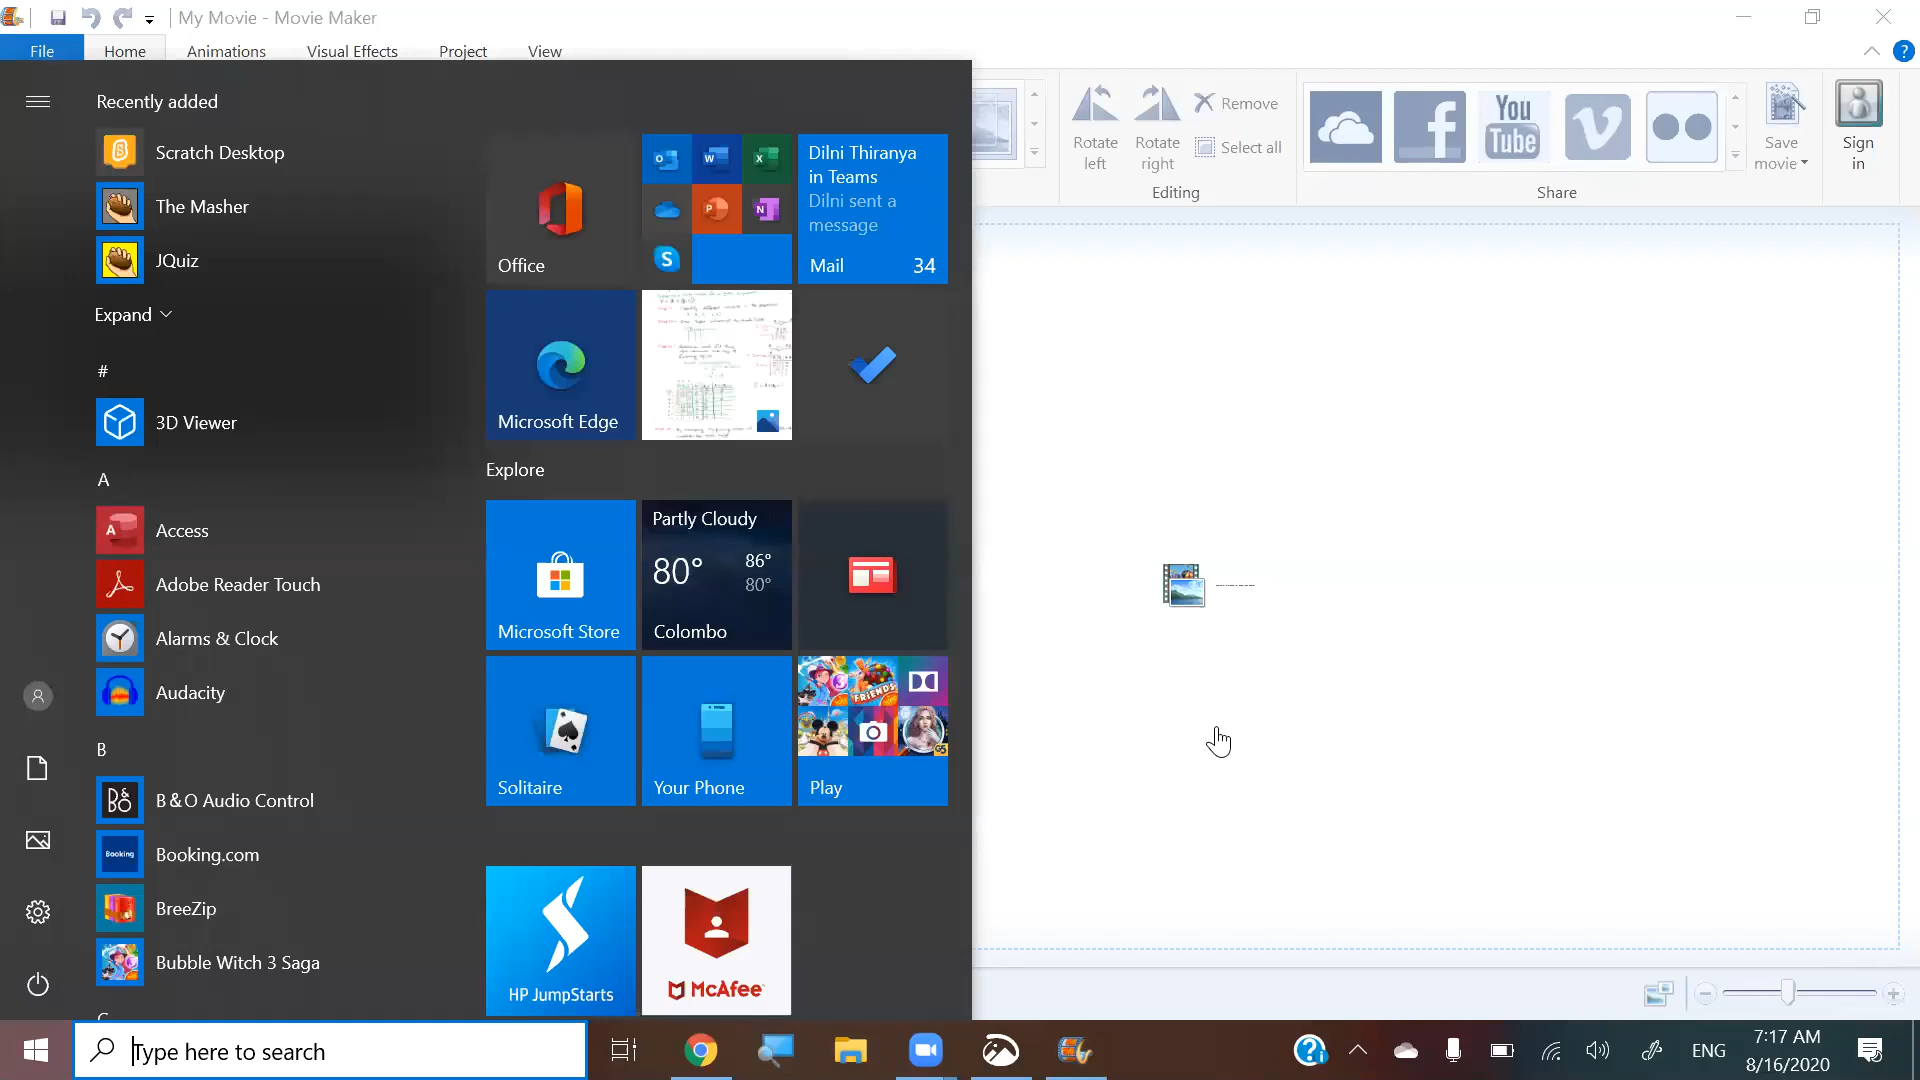 My Movie - Movie Maker
File
Home
Animations
Visual Effects
Project
View
Recently added
Scratch Desktop
The Masher
JQuiz
Expand
#
3D Viewer
A
Access
Adobe Reader Touch
Alarms & Clock
Audacity
B
B&O Audio Control
Booking.com
BreeZip
Bubble Witch 3 Saga
Office
Dilni Thiranya
in Teams
Dilni sent a
message
Mail
34
Microsoft Edge
Explore
Microsoft Store
Partly Cloudy
80°
86°
80°
Colombo
Solitaire
Your Phone
FRIENDS
Play
HP JumpStarts
McAfee
Rotate
left
Rotate
right
Remove
Select all
Editing
You
Tube
Share
Save
movie
Sign
in
Type here to search
ENG
7:17 AM
8/16/2020